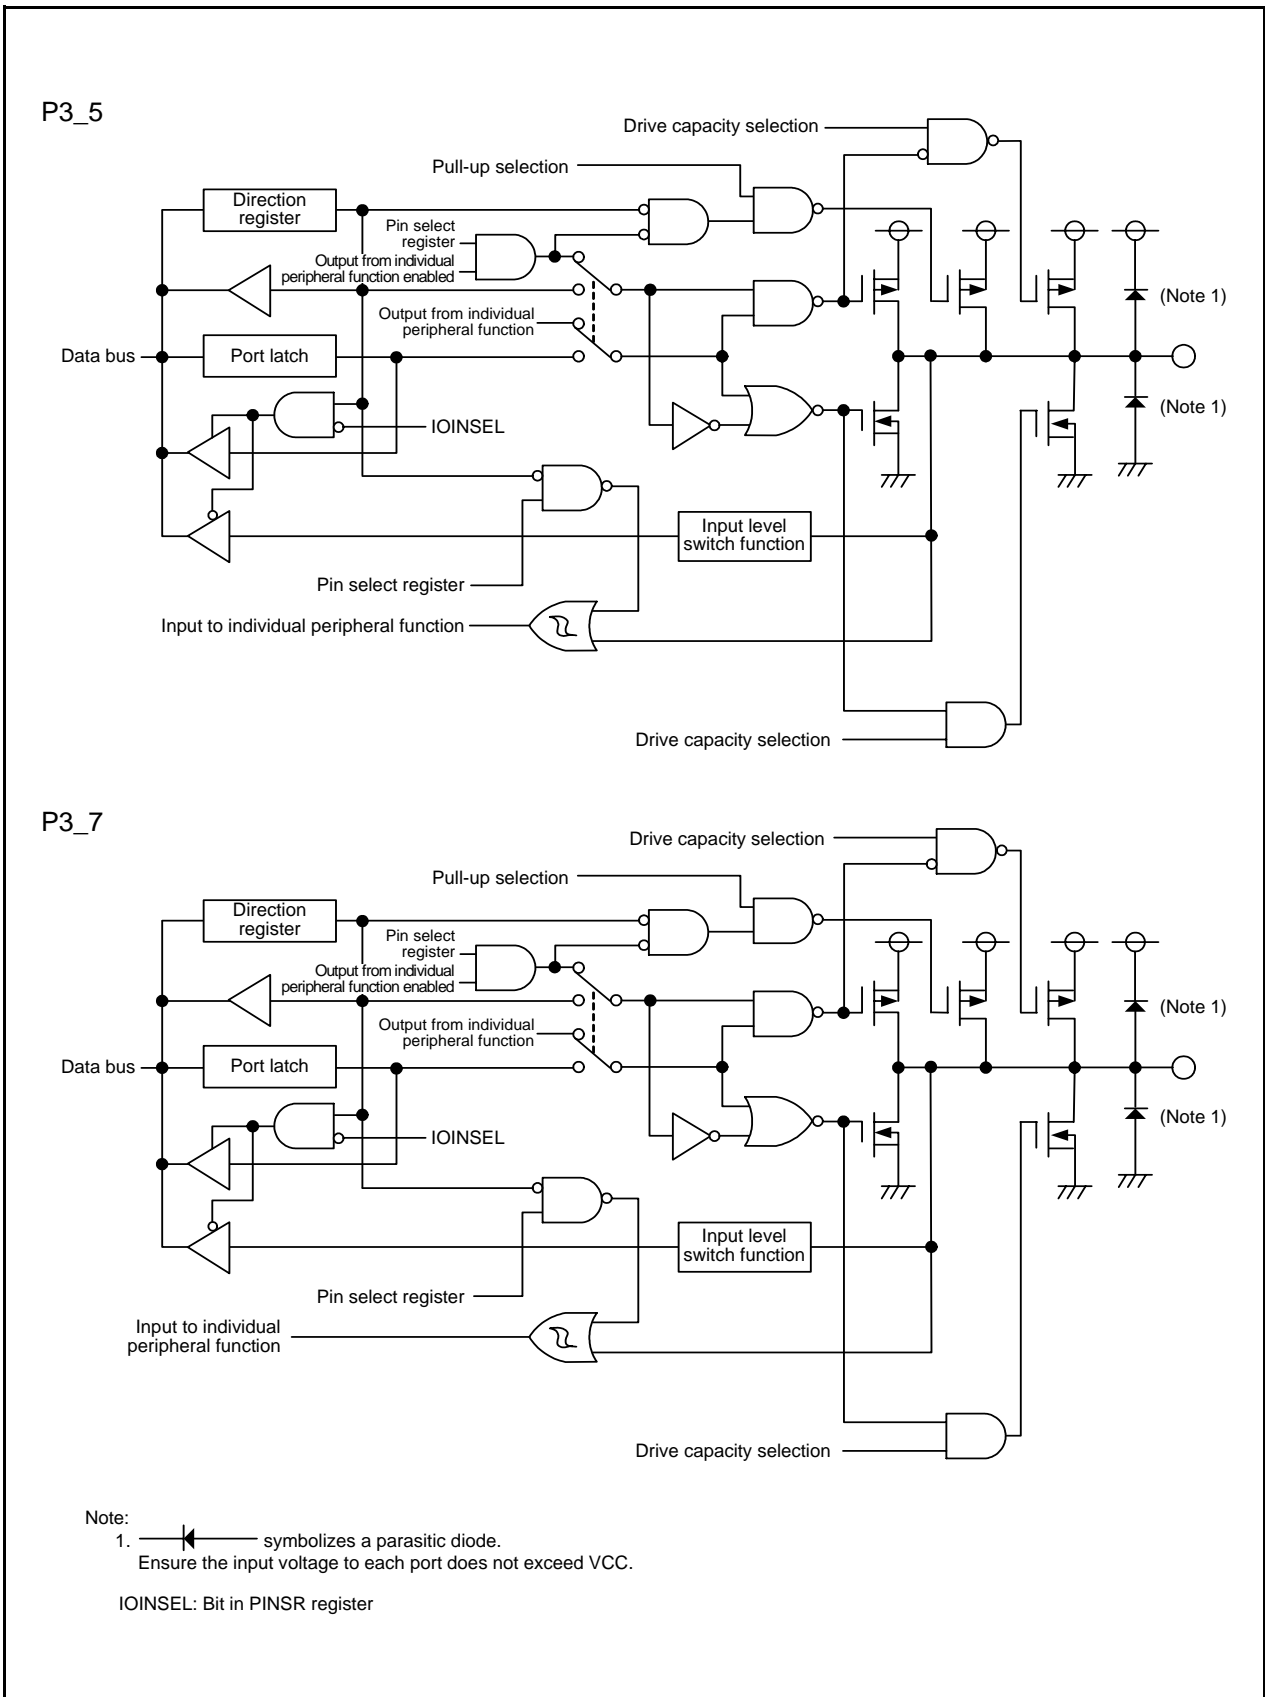 P3_5
Drive capacity selection
Pull-up selection
Direction
register
Pin select
register
Output from individual
peripheral function enabled
Output from individual
peripheral function
(Note 1)
Data bus
Port latch
(Note 1)
IOINSEL
Input level
switch function
Pin select register
Input to individual peripheral function
Drive capacity selection
P3_7
Drive capacity selection
Pull-up selection
Direction
register
Pin select
register
Output from individual
peripheral function enabled
(Note 1)
Output from individual
peripheral function
Data bus
Port latch
(Note 1)
IOINSEL
Input level
switch function
Pin select register
Input to individual
peripheral function
Drive capacity selection
Note:
1. symbolizes a parasitic diode.
Ensure the input voltage to each port does not exceed VCC.
IOINSEL: Bit in PINSR register